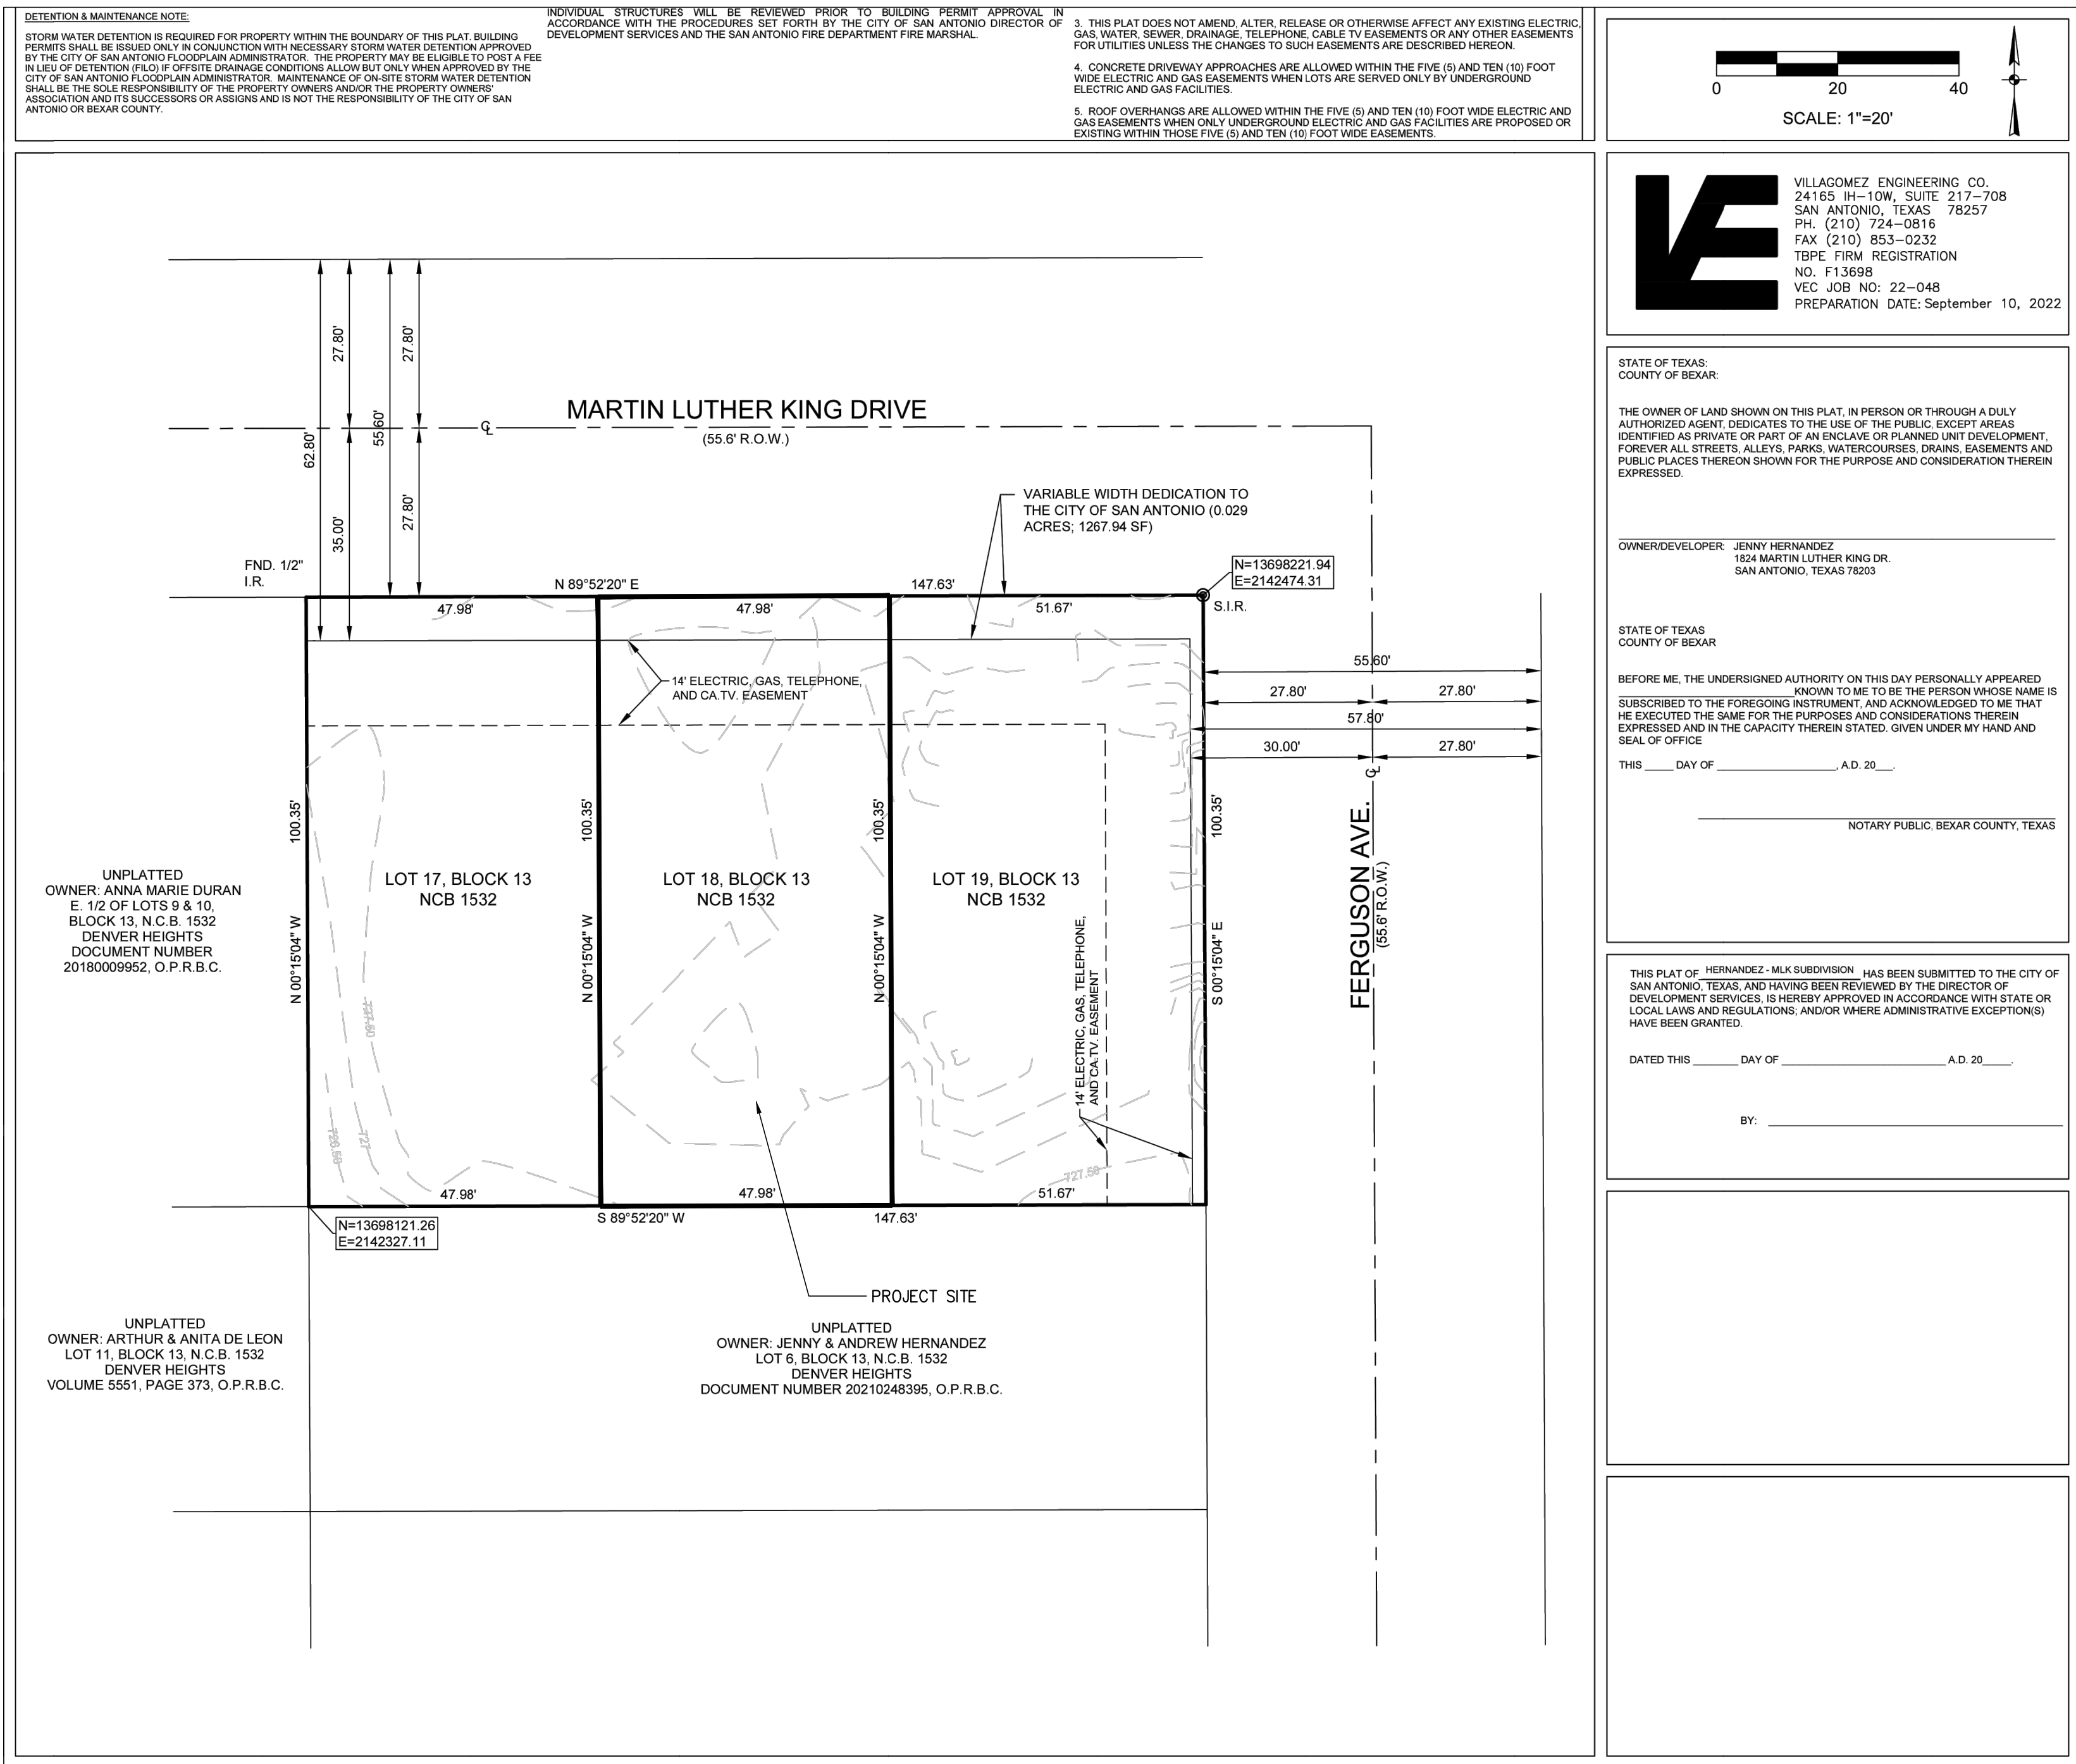 DETENTION & MAINTENANCE NOTE:
STORM WATER DETENTION IS REQUIRED FOR PROPERTY WITHIN THE BOUNDARY OF THIS PLAT. BUILDING
PERMITS SHALL BE ISSUED ONLY IN CONJUNCTION WITH NECESSARY STORM WATER DETENTION APPROVED
BY THE CITY OF SAN ANTONIO FLOODPLAIN ADMINISTRATOR. THE PROPERTY MAY BE ELIGIBLE TO POST A FEE
IN LIEU OF DETENTION (FILO) IF OFFSITE DRAINAGE CONDITIONS ALLOW BUT ONLY WHEN APPROVED BY THE
CITY OF SAN ANTONIO FLOODPLAIN ADMINISTRATOR. MAINTENANCE OF ON-SITE STORM WATER DETENTION
SHALL BE THE SOLE RESPONSIBILITY OF THE PROPERTY OWNERS AND/OR THE PROPERTY OWNERS'
ASSOCIATION AND ITS SUCCESSORS OR ASSIGNS AND IS NOT THE RESPONSIBILITY OF THE CITY OF SAN
ANTONIO OR BEXAR COUNTY.
INDIVIDUAL STRUCTURES WILL BE REVIEWED PRIOR TO BUILDING PERMIT APPROVAL IN
ACCORDANCE WITH THE PROCEDURES SET FORTH BY THE CITY OF SAN ANTONIO DIRECTOR OF
DEVELOPMENT SERVICES AND THE SAN ANTONIO FIRE DEPARTMENT FIRE MARSHAL.
3. THIS PLAT DOES NOT AMEND, ALTER, RELEASE OR OTHERWISE AFFECT ANY EXISTING ELECTRIC,
GAS, WATER, SEWER, DRAINAGE, TELEPHONE, CABLE TV EASEMENTS OR ANY OTHER EASEMENTS
FOR UTILITIES UNLESS THE CHANGES TO SUCH EASEMENTS ARE DESCRIBED HEREON.
4. CONCRETE DRIVEWAY APPROACHES ARE ALLOWED WITHIN THE FIVE (5) AND TEN (10) FOOT
WIDE ELECTRIC AND GAS EASEMENTS WHEN LOTS ARE SERVED ONLY BY UNDERGROUND
ELECTRIC AND GAS FACILITIES.
5. ROOF OVERHANGS ARE ALLOWED WITHIN THE FIVE (5) AND TEN (10) FOOT WIDE ELECTRIC AND
GAS EASEMENTS WHEN ONLY UNDERGROUND ELECTRIC AND GAS FACILITIES ARE PROPOSED OR
EXISTING WITHIN THOSE FIVE (5) AND TEN (10) FOOT WIDE EASEMENTS.
0 20 40
SCALE: 1"=20'
VILLAGOMEZ ENGINEERING CO.
24165 IH-10W, SUITE 217-708
SAN ANTONIO, TEXAS 78257
PH. (210) 724-0816
FAX (210) 853-0232
TBPE FIRM REGISTRATION
NO. F13698
VEC JOB NO: 22-048
PREPARATION DATE: September 10, 2022
STATE OF TEXAS:
COUNTY OF BEXAR:
THE OWNER OF LAND SHOWN ON THIS PLAT, IN PERSON OR THROUGH A DULY
AUTHORIZED AGENT, DEDICATES TO THE USE OF THE PUBLIC, EXCEPT AREAS
IDENTIFIED AS PRIVATE OR PART OF AN ENCLAVE OR PLANNED UNIT DEVELOPMENT,
FOREVER ALL STREETS, ALLEYS, PARKS, WATERCOURSES, DRAINS, EASEMENTS AND
PUBLIC PLACES THEREON SHOWN FOR THE PURPOSE AND CONSIDERATION THEREIN
EXPRESSED.
OWNER/DEVELOPER: JENNY HERNANDEZ
1824 MARTIN LUTHER KING DR.
SAN ANTONIO, TEXAS 78203
STATE OF TEXAS
COUNTY OF BEXAR
BEFORE ME, THE UNDERSIGNED AUTHORITY ON THIS DAY PERSONALLY APPEARED
KNOWN TO ME TO BE THE PERSON WHOSE NAME IS
SUBSCRIBED TO THE FOREGOING INSTRUMENT, AND ACKNOWLEDGED TO ME THAT
HE EXECUTED THE SAME FOR THE PURPOSES AND CONSIDERATIONS THEREIN
EXPRESSED AND IN THE CAPACITY THEREIN STATED. GIVEN UNDER MY HAND AND
SEAL OF OFFICE
THIS _____ DAY OF ____________________, A.D. 20___.
NOTARY PUBLIC, BEXAR COUNTY, TEXAS
THIS PLAT OF HERNANDEZ - MLK SUBDIVISION HAS BEEN SUBMITTED TO THE CITY OF
SAN ANTONIO, TEXAS, AND HAVING BEEN REVIEWED BY THE DIRECTOR OF
DEVELOPMENT SERVICES, IS HEREBY APPROVED IN ACCORDANCE WITH STATE OR
LOCAL LAWS AND REGULATIONS; AND/OR WHERE ADMINISTRATIVE EXCEPTION(S)
HAVE BEEN GRANTED.
DATED THIS ________ DAY OF ____________________ A.D. 20_____.
BY: ____________________
27.80'
27.80'
62.80'
55.60'
35.00'
27.80'
MARTIN LUTHER KING DRIVE
(55.6' R.O.W.)
CL
VARIABLE WIDTH DEDICATION TO
THE CITY OF SAN ANTONIO (0.029
ACRES; 1267.94 SF)
FND. 1/2"
I.R.
N 89°52'20" E 147.63'
N=13698221.94
E=2142474.31
S.I.R.
47.98' 47.98' 51.67'
14' ELECTRIC, GAS, TELEPHONE,
AND CA.TV. EASEMENT
55.60'
27.80' 27.80'
57.80'
30.00' 27.80'
CL
FERGUSON AVE.
(55.6' R.O.W.)
N 00°15'04" W 100.35'
N 00°15'04" W 100.35'
N 00°15'04" W 100.35'
S 00°15'04" E 100.35'
LOT 17, BLOCK 13
NCB 1532
LOT 18, BLOCK 13
NCB 1532
LOT 19, BLOCK 13
NCB 1532
14' ELECTRIC, GAS, TELEPHONE,
AND CA.TV. EASEMENT
UNPLATTED
OWNER: ANNA MARIE DURAN
E. 1/2 OF LOTS 9 & 10,
BLOCK 13, N.C.B. 1532
DENVER HEIGHTS
DOCUMENT NUMBER
20180009952, O.P.R.B.C.
727.50
727
727.50
47.98' 47.98' 51.67'
S 89°52'20" W 147.63'
N=13698121.26
E=2142327.11
PROJECT SITE
UNPLATTED
OWNER: ARTHUR & ANITA DE LEON
LOT 11, BLOCK 13, N.C.B. 1532
DENVER HEIGHTS
VOLUME 5551, PAGE 373, O.P.R.B.C.
UNPLATTED
OWNER: JENNY & ANDREW HERNANDEZ
LOT 6, BLOCK 13, N.C.B. 1532
DENVER HEIGHTS
DOCUMENT NUMBER 20210248395, O.P.R.B.C.